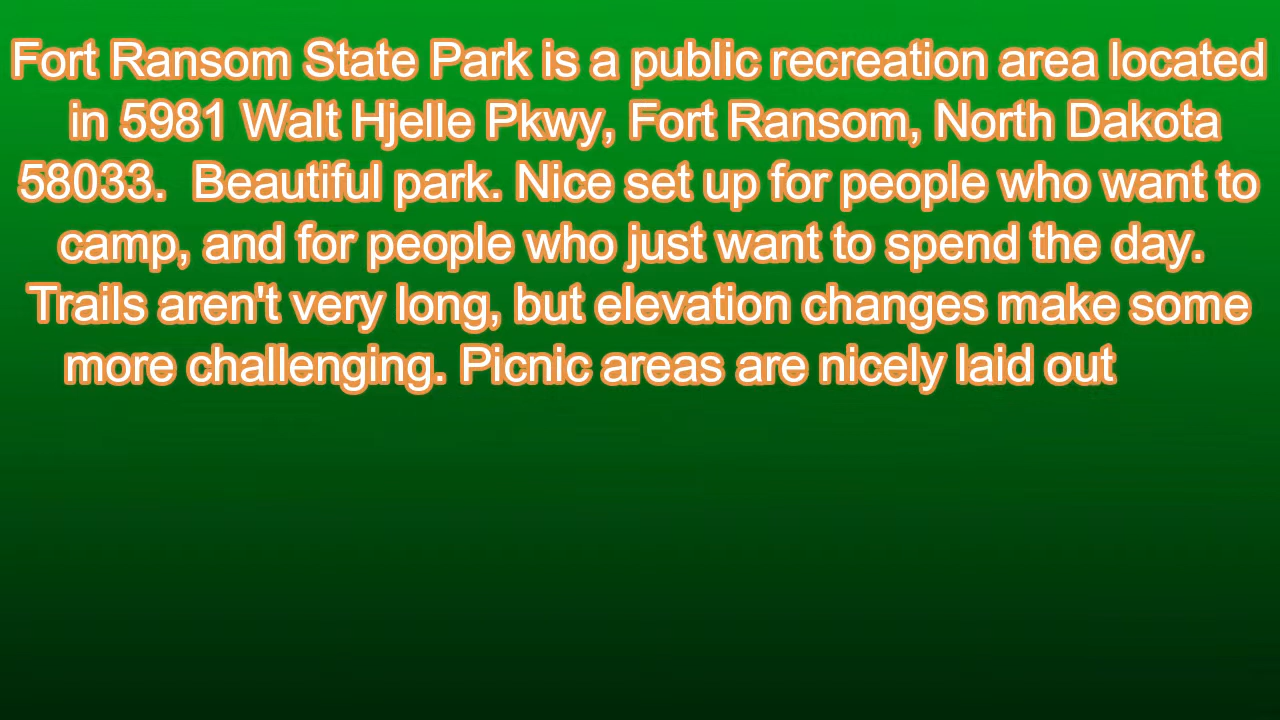 Fort Ransom State Park is a public recreation area located
in 5981 Walt Hjelle Pkwy, Fort Ransom, North Dakota
58033.  Beautiful park. Nice set up for people who want to
camp, and for people who just want to spend the day.
Trails aren't very long, but elevation changes make some
more challenging. Picnic areas are nicely laid out